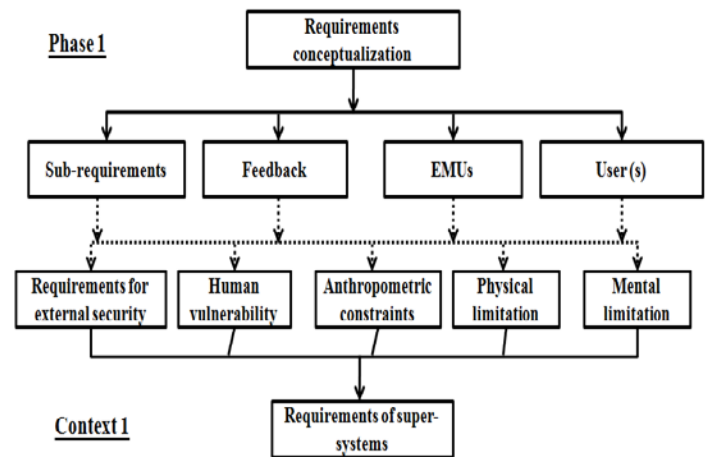 Phase 1
Requirements
conceptualization
Sub-requirements
Feedback
EMUs
User (s)
Requirements for
external security
Human
vulnerability
Anthropometric
constraints
Physical
limitation
Mental
limitation
Context 1
Requirements of super-
systems